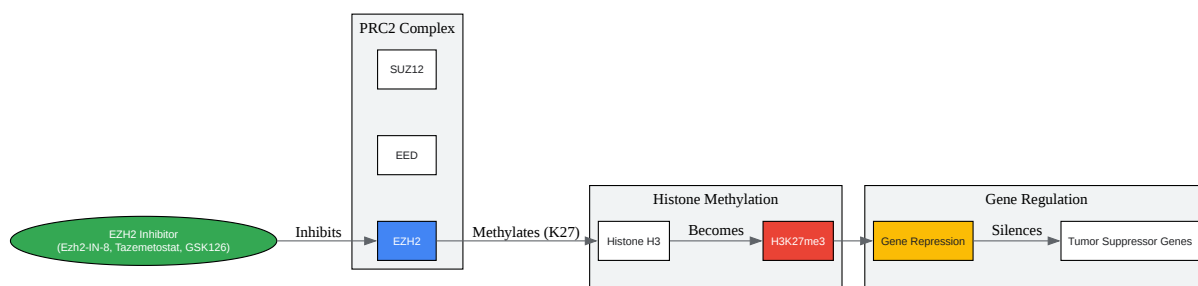 PRC2 Complex
SUZ12
EED
EZH2 Inhibitor
(Ezh2-IN-8, Tazemetostat, GSK126)
Inhibits
EZH2
Methylates (K27)
Histone Methylation
Histone H3
Becomes
H3K27me3
Gene Regulation
Gene Repression
Silences
Tumor Suppressor Genes